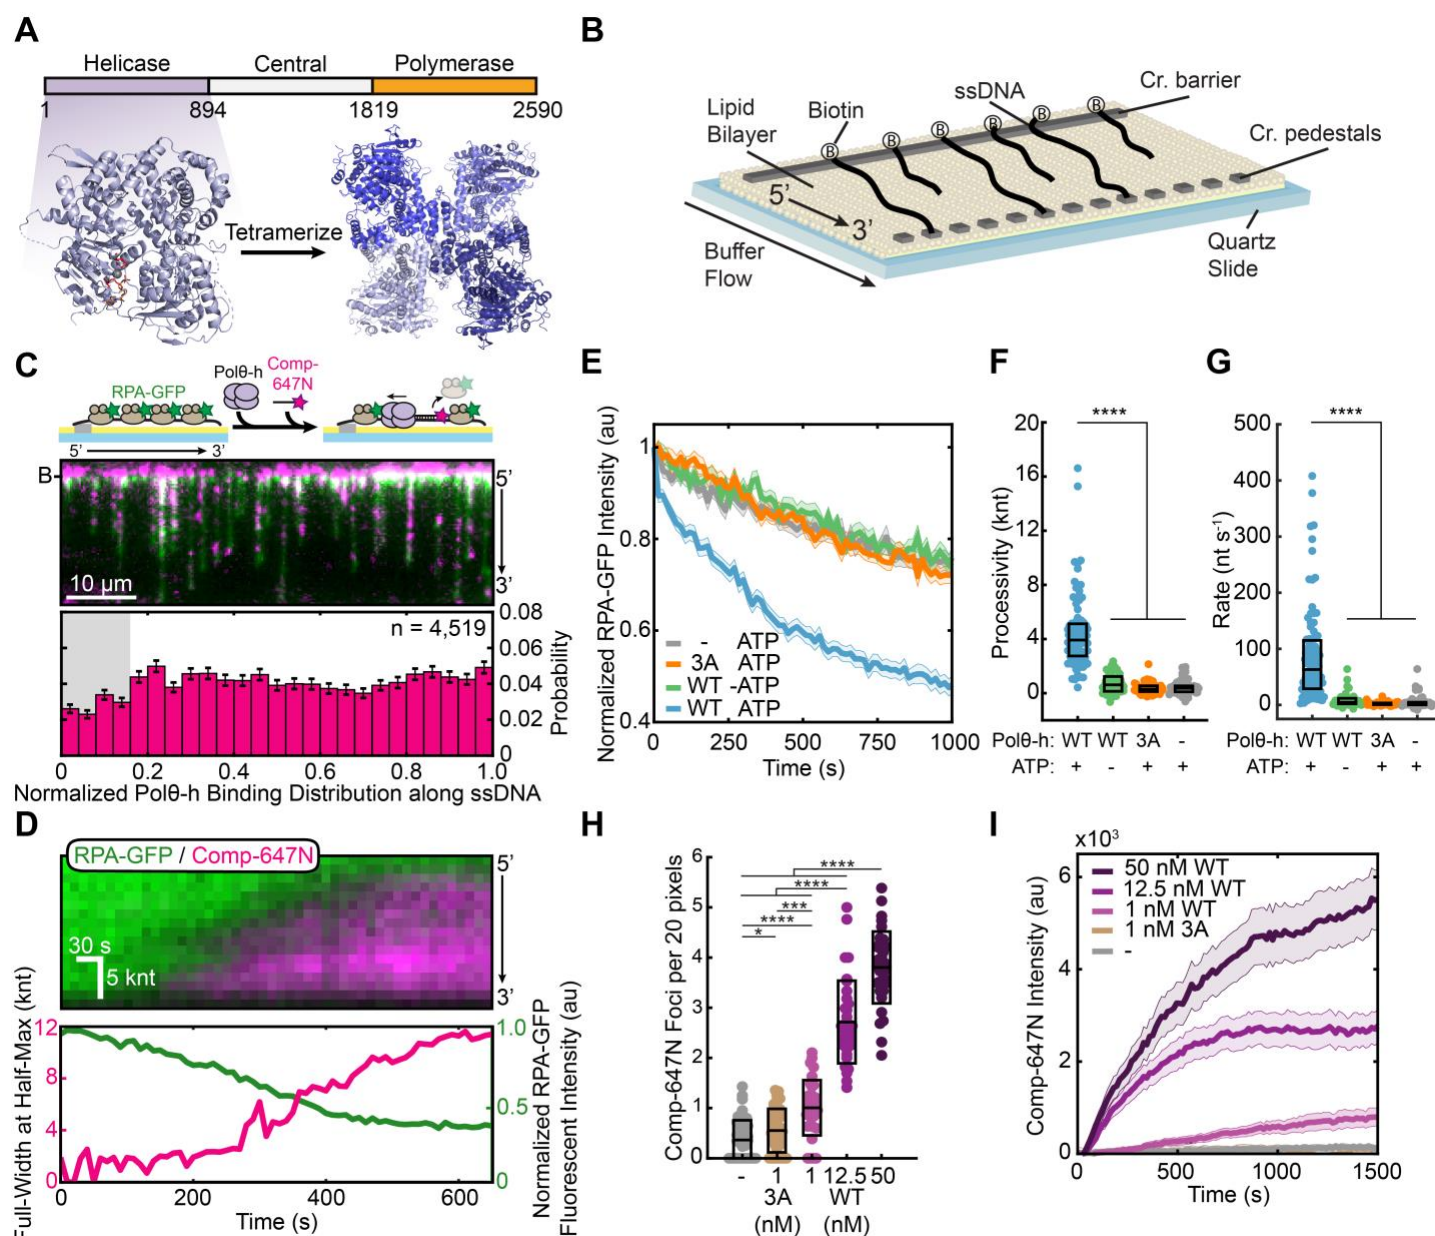 A
Helicase
Central
Polymerase
1
894
1819
2590
Tetramerize
B
Lipid
Bilayer
Biotin
ssDNA
Cr. barrier
Cr. pedestals
B
B
B
B
B
B
5'
3'
Buffer
Flow
Quartz
Slide
C
RPA-GFP
Polθ-h
Comp-
647N
5'
3'
B
5'
3'
10 μm
n = 4,519
0.08
0.06
0.04
0.02
0
Probability
0 0.2 0.4 0.6 0.8 1.0
Normalized Polθ-h Binding Distribution along ssDNA
D
RPA-GFP / Comp-647N
5'
3'
30 s
5 knt
Full-Width at Half-Max (knt)
12
8
4
0
1.0
0.5
0
Normalized RPA-GFP
Fluorescent Intensity (au)
0 200 400 600
Time (s)
E
Normalized RPA-GFP Intensity (au)
1
0.8
0.6
0.4
- ATP
3A ATP
WT -ATP
WT ATP
0 250 500 750 1000
Time (s)
F
****
Processivity (knt)
20
16
12
8
4
0
Polθ-h: WT WT 3A -
ATP: + - + +
G
****
Rate (nt s-1)
500
400
300
200
100
0
Polθ-h: WT WT 3A -
ATP: + - + +
H
Comp-647N Foci per 20 pixels
6
5
4
3
2
1
0
****
****
***
****
*
- 1 1 12.5 50
3A WT
(nM) (nM)
I
x10³
Comp-647N Intensity (au)
6
4
2
0
50 nM WT
12.5 nM WT
1 nM WT
1 nM 3A
-
0 500 1000 1500
Time (s)